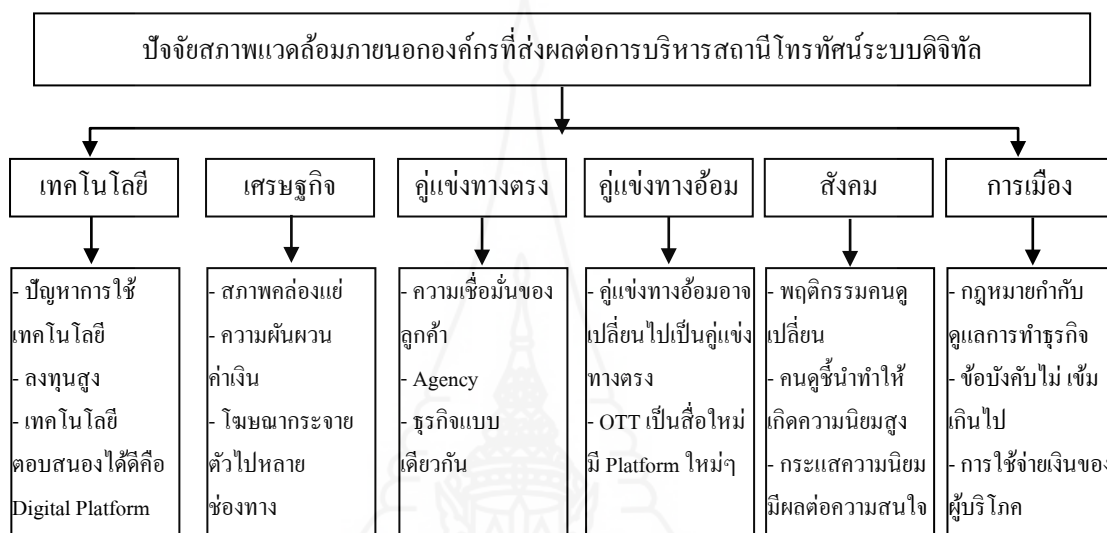 ปัจจัยสภาพแวดล้อมภายนอกองค์กรที่ส่งผลต่อการบริหารสถานีโทรทัศน์ระบบดิจิทัล
เทคโนโลยี
เศรษฐกิจ
คู่แข่งทางตรง
คู่แข่งทางอ้อม
สังคม
การเมือง
- ปัญหาการใช้
เทคโนโลยี
- ลงทุนสูง
- เทคโนโลยี
ตอบสนองได้ดีคือ
Digital Platform
- สภาพคล่องแย่
- ความผันผวน
ค่าเงิน
- โฆษณากระจาย
ตัวไปหลาย
ช่องทาง
- ความเชื่อมั่นของ
ลูกค้า
- Agency
- ธุรกิจแบบ
เดียวกัน
- คู่แข่งทางอ้อมอาจ
เปลี่ยนไปเป็นคู่แข่ง
ทางตรง
- OTT เป็นสื่อใหม่
มี Platform ใหม่ๆ
- พฤติกรรมคนดู
เปลี่ยน
- คนดูชี้นำทำให้
เกิดความนิยมสูง
- กระแสความนิยม
มีผลต่อความสนใจ
- กฎหมายกำกับ
ดูแลการทำธุรกิจ
- ข้อบังคับไม่ เข้ม
เกินไป
- การใช้จ่ายเงินของ
ผู้บริโภค